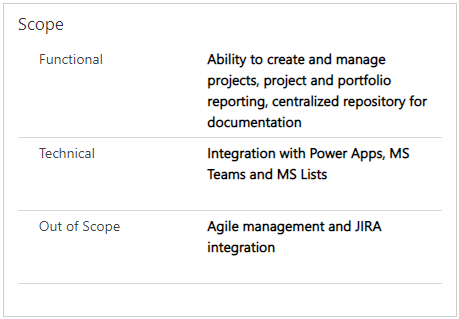 Scope
Functional
Ability to create and manage
projects, project and portfolio
reporting, centralized repository for
documentation
Technical
Integration with Power Apps, MS
Teams and MS Lists
Out of Scope
Agile management and JIRA
integration